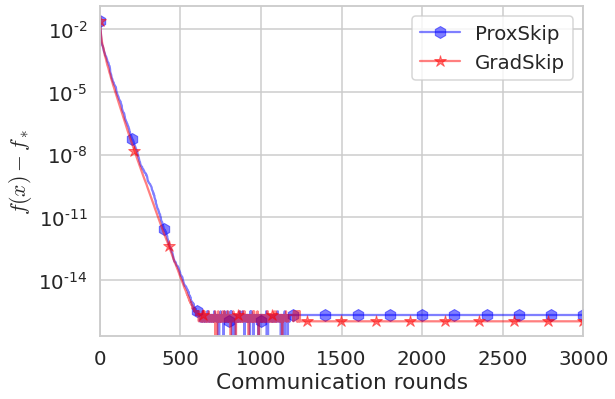 ProxSkip
GradSkip
$f(x) - f_*$
10^{-2}
10^{-5}
10^{-8}
10^{-11}
10^{-14}
0 500 1000 1500 2000 2500 3000
Communication rounds